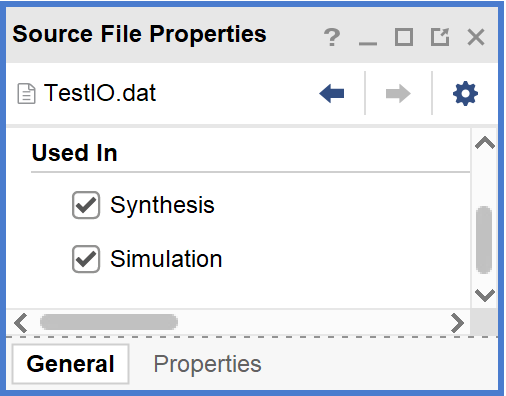 Source File Properties ?
TestIO.dat
Used In
Synthesis
Simulation
General Properties